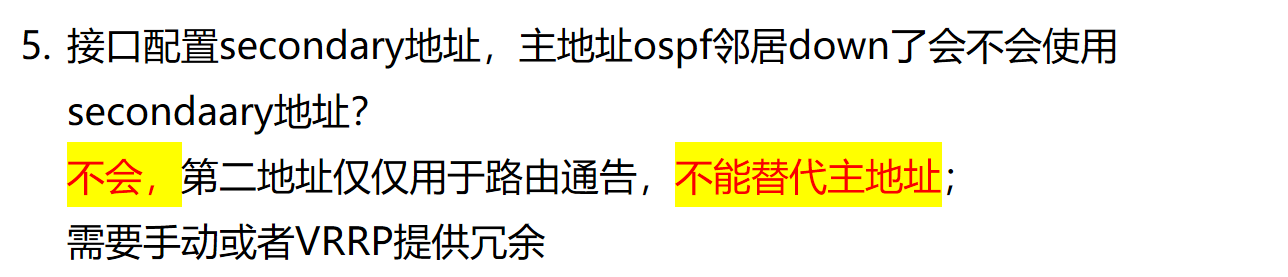 5. 接口配置secondary地址，主地址ospf邻居down了会不会使用
secondaary地址？
不会，第二地址仅仅用于路由通告，不能替代主地址；
需要手动或者VRRP提供冗余